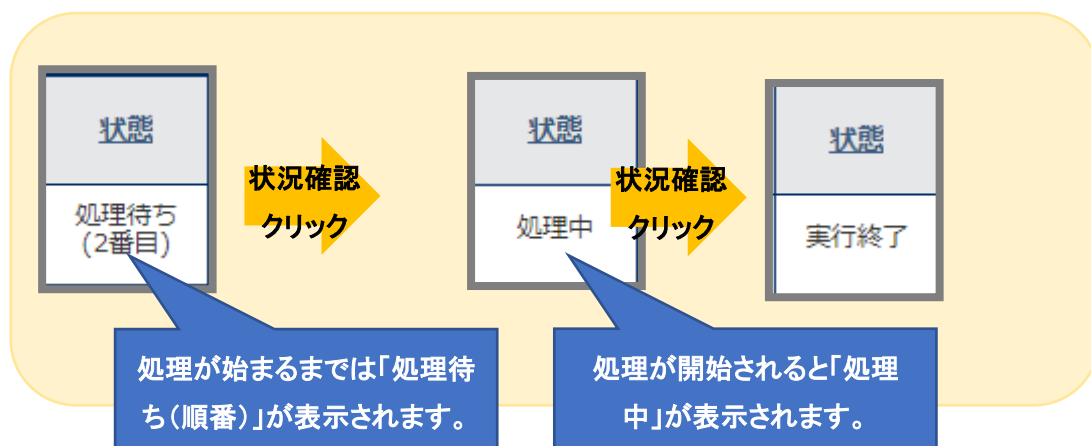 状態
処理待ち
(2番目)
状況確認
クリック
状態
処理中
状況確認
クリック
状態
実行終了
処理が始まるまでは「処理待
ち(順番)」が表示されます。
処理が開始されると「処理
中」が表示されます。